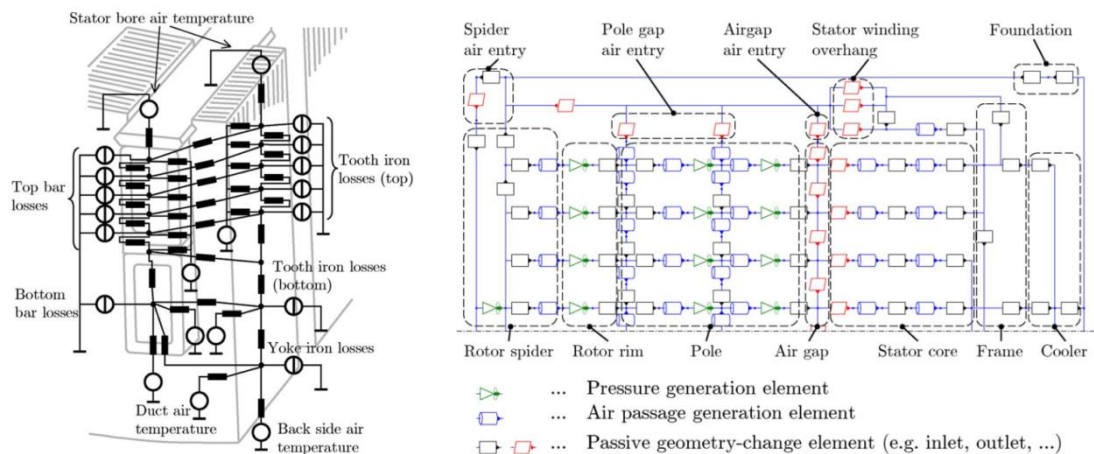 Stator bore air temperature
Top bar
losses
Tooth iron
losses (top)
Bottom
bar losses
Tooth iron losses
(bottom)
Yoke iron losses
Duct air
temperature
Back side air
temperature
Spider
air entry
Pole gap
air entry
Airgap
air entry
Stator winding
overhang
Foundation
Rotor spider
Rotor rim
Pole
Air gap
Stator core
Frame
Cooler
... Pressure generation element
... Air passage generation element
... Passive geometry-change element (e.g. inlet, outlet, ...)